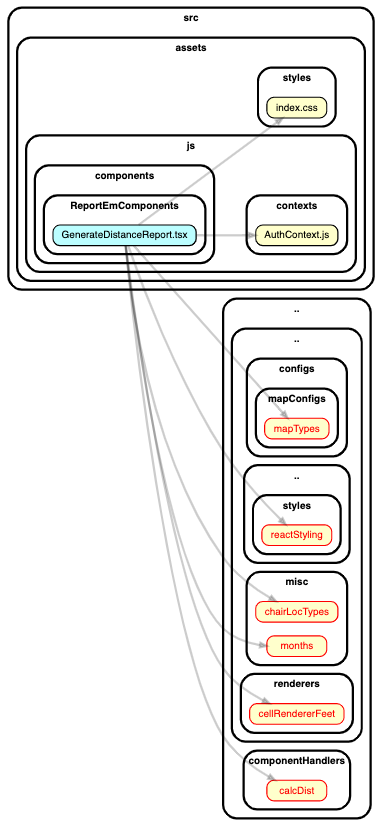 src
assets
styles
index.css
js
components
ReportEmComponents
GenerateDistanceReport.tsx
contexts
AuthContext.js
..
..
configs
mapConfigs
mapTypes
..
styles
reactStyling
misc
chairLocTypes
months
renderers
cellRendererFeet
componentHandlers
calcDist